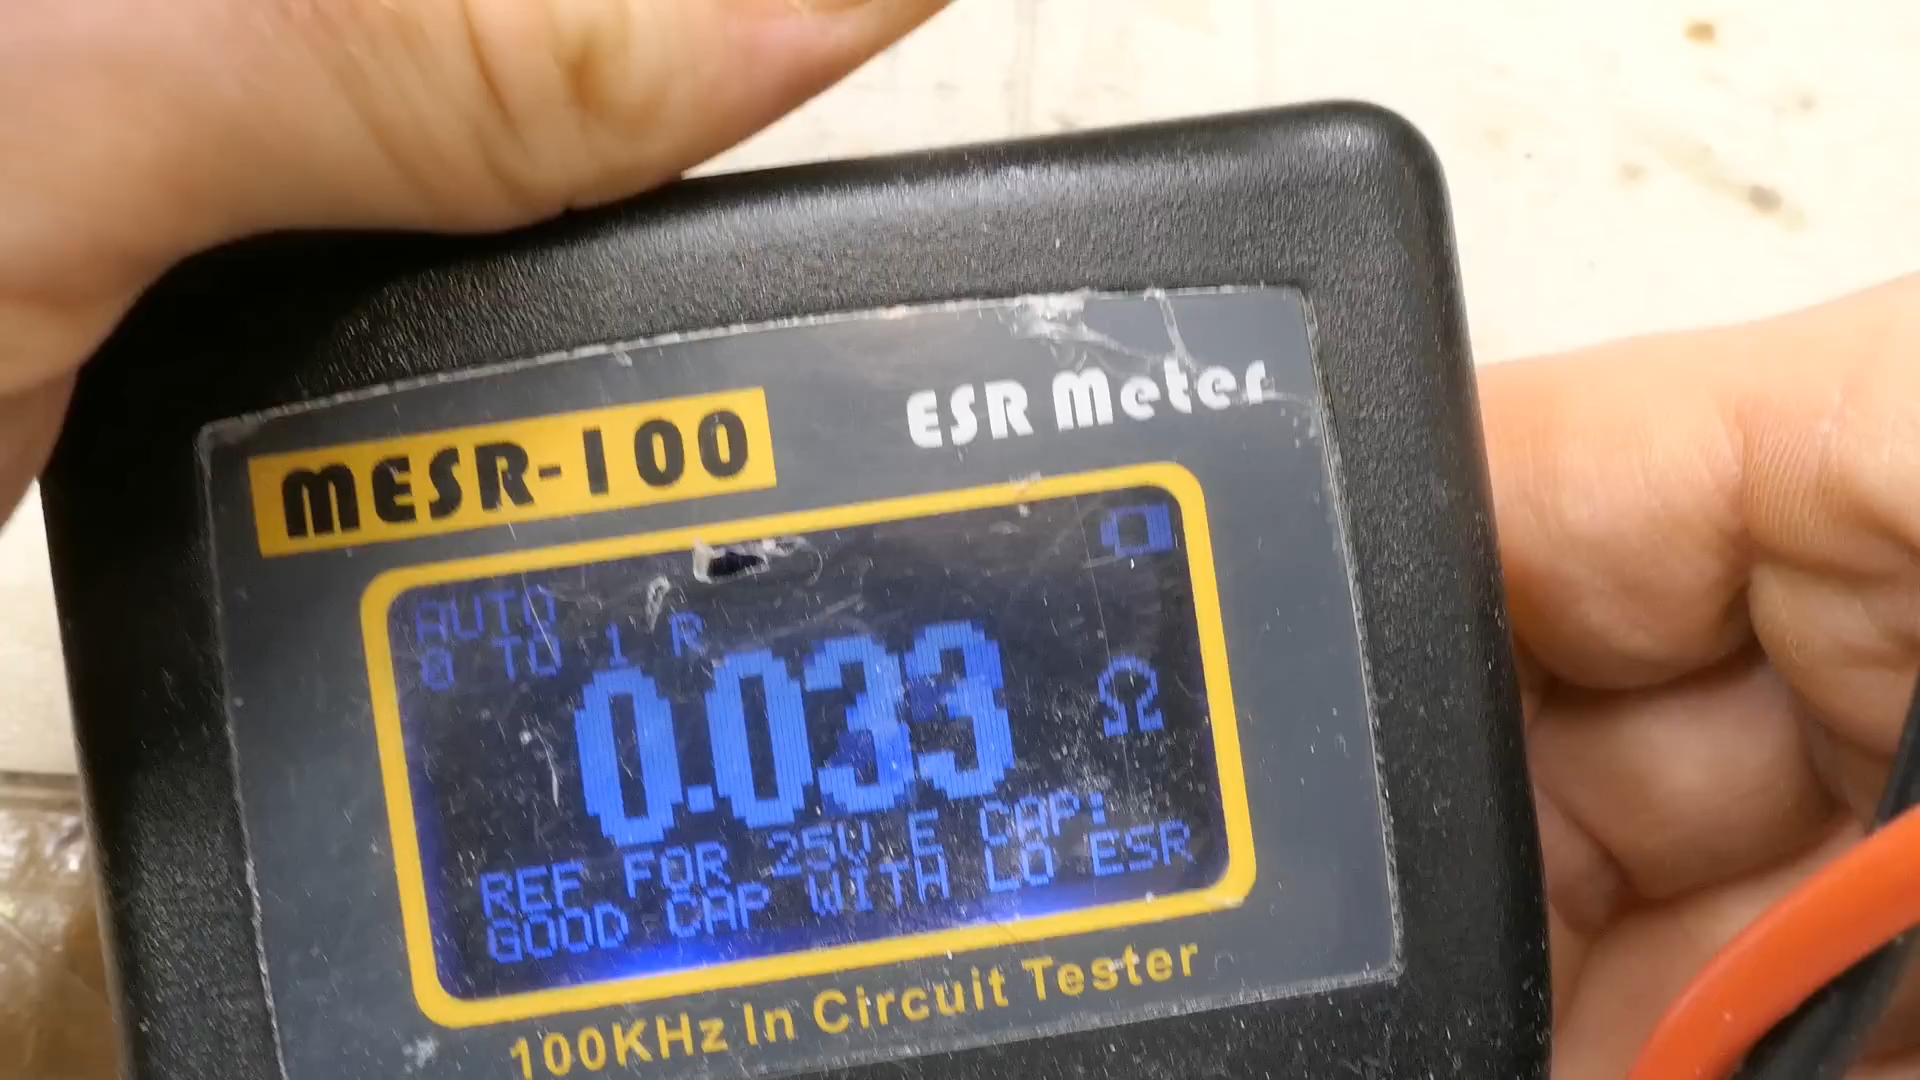 MESR-100
ESR Meter
AUTO
0 TO 1 R
0.033 Ω
REF FOR 25V E CAP:
GOOD CAP WITH LO ESR
100KHz In Circuit Tester